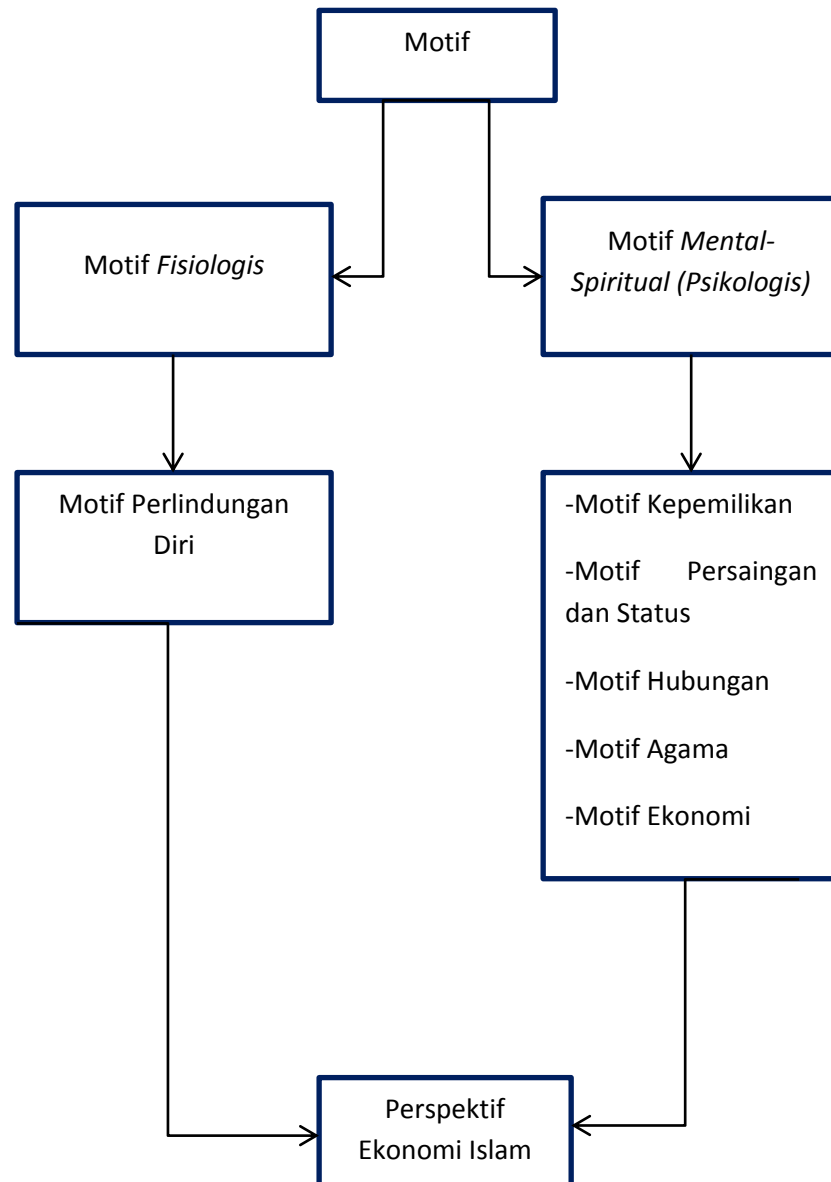 Motif
Motif Fisiologis
Motif Mental-
Spiritual (Psikologis)
Motif Perlindungan
Diri
-Motif Kepemilikan
-Motif Persaingan
dan Status
-Motif Hubungan
-Motif Agama
-Motif Ekonomi
Perspektif
Ekonomi Islam